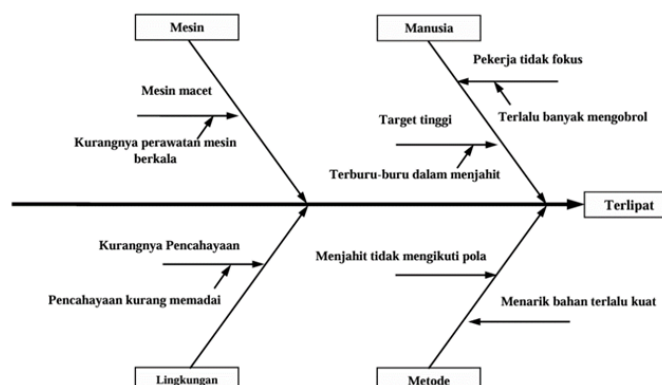 Mesin
Manusia
Pekerja tidak fokus
Mesin macet
Terlalu banyak mengobrol
Target tinggi
Kurangnya perawatan mesin
berkala
Terburu-buru dalam menjahit
Terlipat
Kurangnya Pencahayaan
Menjahit tidak mengikuti pola
Pencahayaan kurang memadai
Menarik bahan terlalu kuat
Lingkungan
Metode